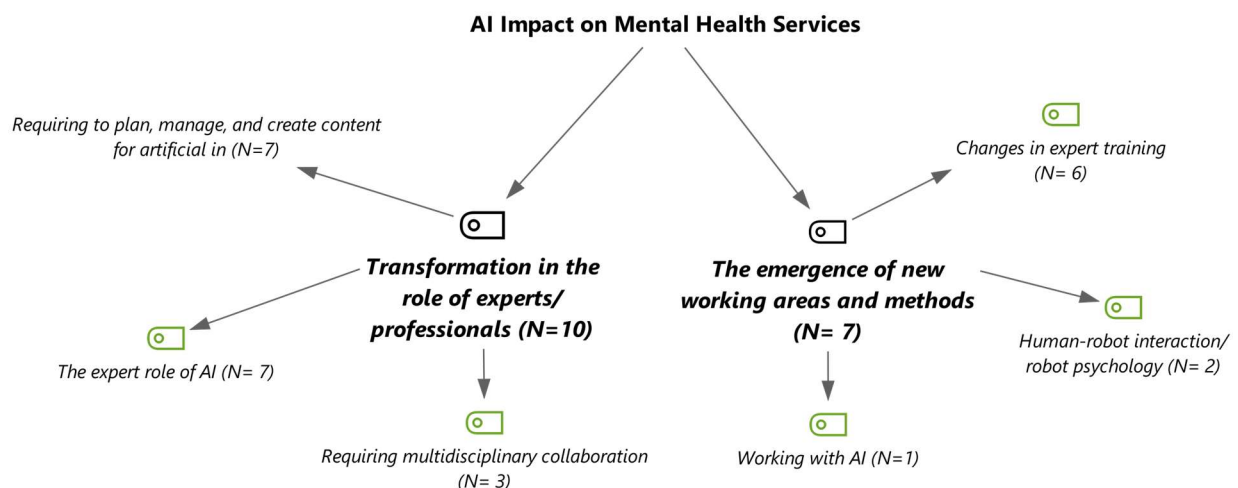 AI Impact on Mental Health Services
Requiring to plan, manage, and create content
for artificial in (N=7)
Changes in expert training
(N= 6)
Transformation in the
role of experts/
professionals (N=10)
The emergence of new
working areas and methods
(N= 7)
The expert role of AI (N= 7)
Human-robot interaction/
robot psychology (N= 2)
Requiring multidisciplinary collaboration
(N= 3)
Working with AI (N=1)